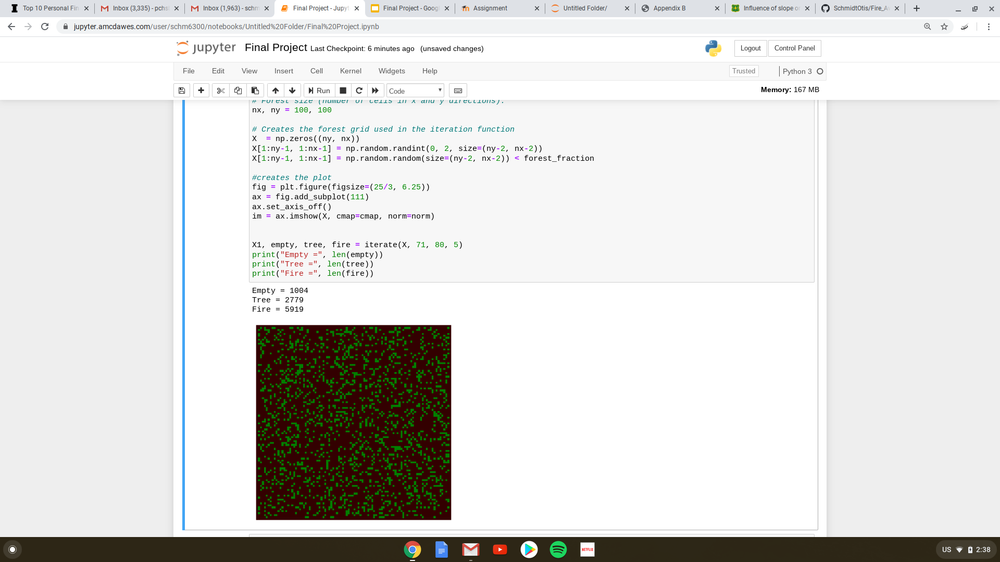 Top 10 Personal Fin
Inbox (3,335) - pchs
Inbox (1,963) - schm
Final Project - Jupyt
Final Project - Goog
Assignment
Untitled Folder/
Appendix B
Influence of slope o
SchmidtOtis/Fire_A
jupyter.amcdawes.com/user/schm6300/notebooks/Untitled%20Folder/Final%20Project.ipynb
jupyter Final Project Last Checkpoint: 6 minutes ago (unsaved changes)
Logout Control Panel
File Edit View Insert Cell Kernel Widgets Help
Trusted Python 3
Run Code
Memory: 167 MB
# Forest size (number of cells in x and y directions).
nx, ny = 100, 100
# Creates the forest grid used in the iteration function
X  = np.zeros((ny, nx))
X[1:ny-1, 1:nx-1] = np.random.randint(0, 2, size=(ny-2, nx-2))
X[1:ny-1, 1:nx-1] = np.random.random(size=(ny-2, nx-2)) < forest_fraction
#creates the plot
fig = plt.figure(figsize=(25/3, 6.25))
ax = fig.add_subplot(111)
ax.set_axis_off()
im = ax.imshow(X, cmap=cmap, norm=norm)
X1, empty, tree, fire = iterate(X, 71, 80, 5)
print("Empty =", len(empty))
print("Tree =", len(tree))
print("Fire =", len(fire))
Empty = 1004
Tree = 2779
Fire = 5919
NETFLIX
US 2:38